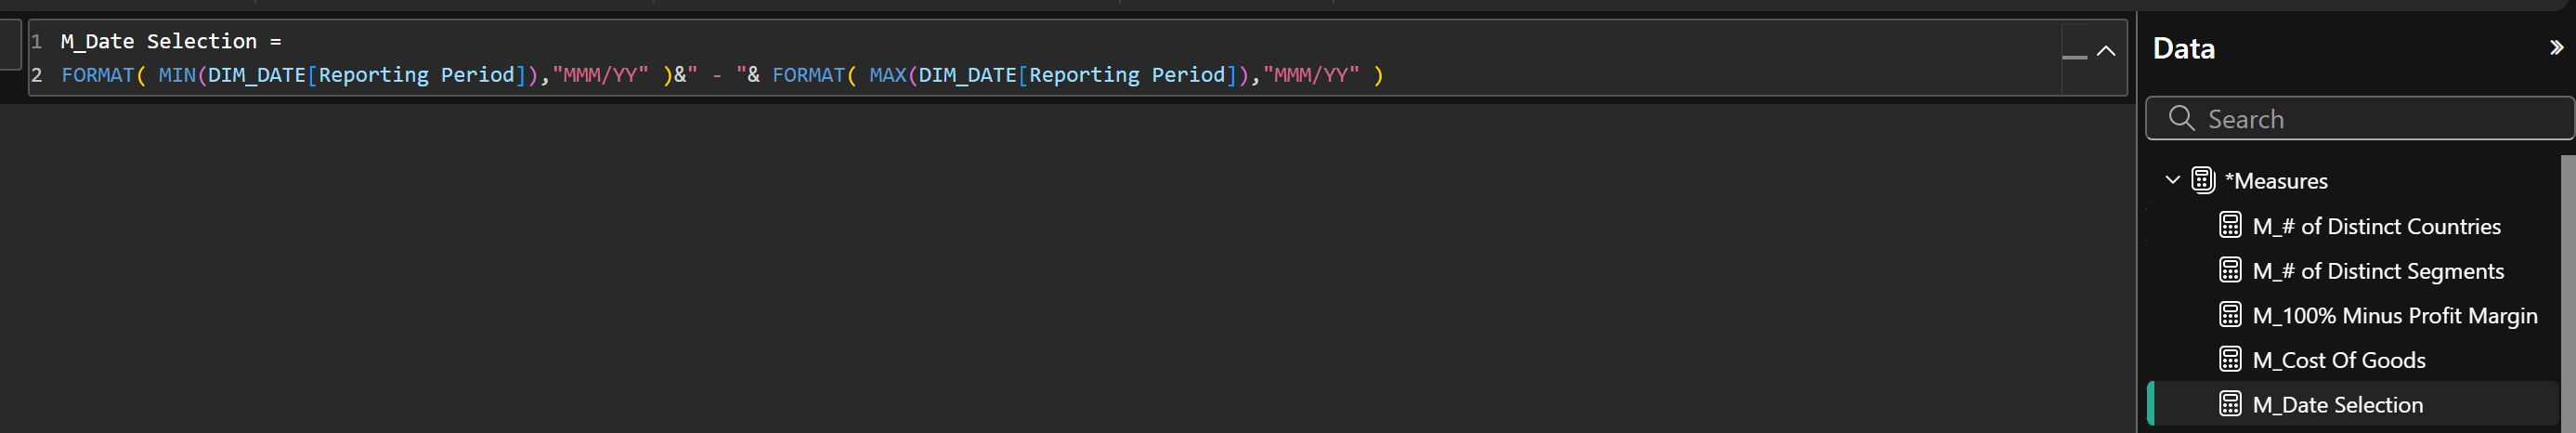 1 M_Date Selection =
2 FORMAT( MIN(DIM_DATE[Reporting Period]),"MMM/YY" )&" - "& FORMAT( MAX(DIM_DATE[Reporting Period]),"MMM/YY" )
Data
Search
*Measures
M_# of Distinct Countries
M_# of Distinct Segments
M_100% Minus Profit Margin
M_Cost Of Goods
M_Date Selection